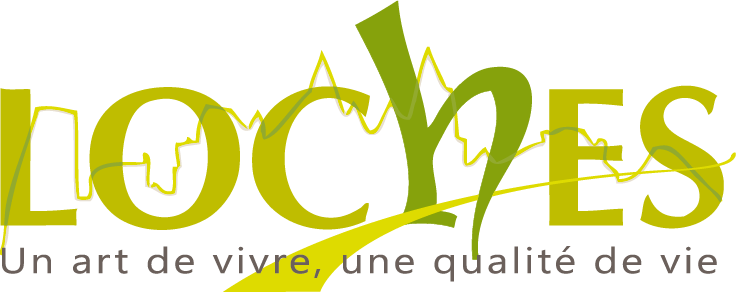 LOChES
Un art de vivre, une qualité de vie